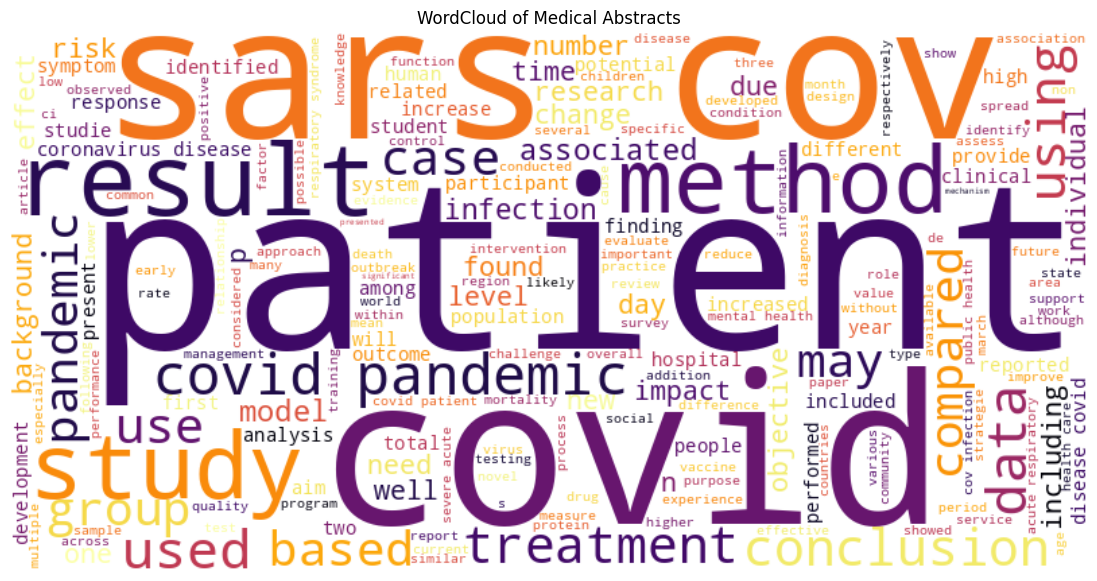 WordCloud of Medical Abstracts
sars cov
patient
covid
result
method
study
covid pandemic
pandemic
treatment
conclusion
data
using
compared
case
use
used
based
group
may
infection
associated
individual
including
background
objective
effect
risk
symptom
identified
response
studie
coronavirus disease
low
observed
ci
positive
respiratory syndrome
knowledge
function
related
increase
student
control
human
system
evidence
participant
conducted
several
specific
number
potential
children
research
change
time
due
disease
three
developed
condition
month
design
respectively
show
association
high
non
spread
identify
assess
provide
clinical
different
information
e
mechanism
article
common
factor
possible
presented
p
present
early
rate
considered
relationship
approach
many
death
outbreak
significant
world
within
among
mean
will
outcome
found
level
population
intervention
region
likely
cause
finding
evaluate
important
practice
review
day
survey
reduce
diagnosis
increased
mental health
role
value
without
year
de
available
public health
march
future
state
area
support
work
although
reported
improve
type
hospital
impact
addition
included
paper
management
challenge
overall
covid patient
mortality
new
social
difference
first
following
lower
especially
performance
training
model
analysis
total
need
well
aim
program
testing
virus
novel
s
severe acute
process
people
n
vaccine
purpose
experience
performed
countries
various
community
cov infection
strategie
health care
acute respiratory
disease covid
development
multiple
one
sample
across
quality
test
two
report
current
similar
measure
protein
drug
higher
effective
period
service
showed
age